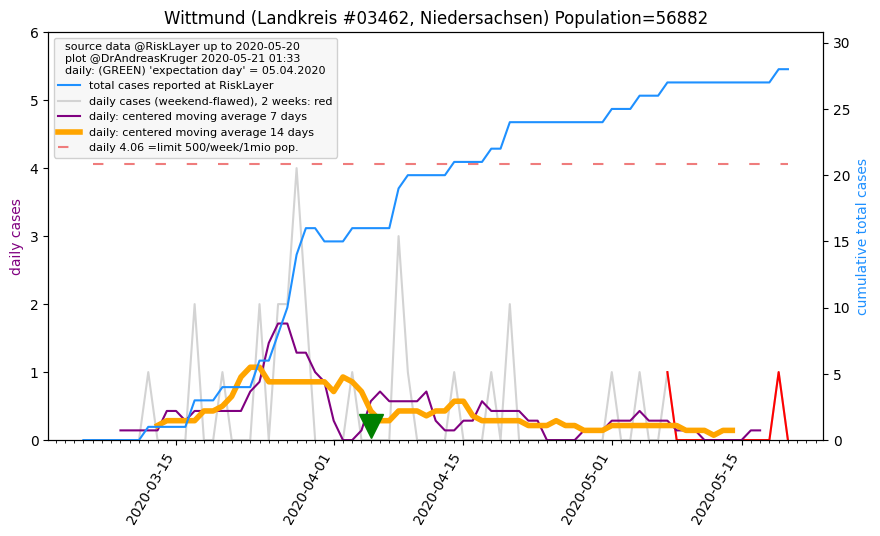 Wittmund (Landkreis #03462, Niedersachsen) Population=56882
source data @RiskLayer up to 2020-05-20
plot @DrAndreasKruger 2020-05-21 01:33
daily: (GREEN) 'expectation day' = 05.04.2020
total cases reported at RiskLayer
daily cases (weekend-flawed), 2 weeks: red
daily: centered moving average 7 days
daily: centered moving average 14 days
daily 4.06 =limit 500/week/1mio pop.
daily cases
6
5
4
3
2
1
0
cumulative total cases
30
25
20
15
10
5
0
2020-03-15
2020-04-01
2020-04-15
2020-05-01
2020-05-15